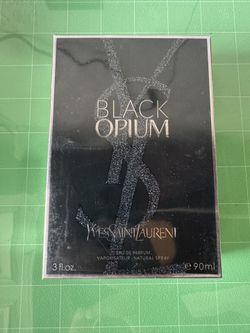 BLACK
OPIUM
YVESSAINTLAURENT
EAU DE PARFUM
VAPORISATEUR - NATURAL SPRAY
3 fl.oz. e 90ml